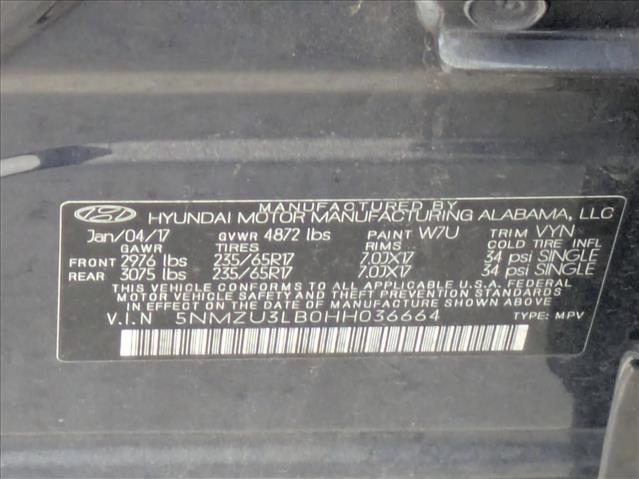 MANUFACTURED BY
HYUNDAI MOTOR MANUFACTURING ALABAMA, LLC
Jan/04/17 GVWR 4872 lbs PAINT W7U TRIM VYN
GAWR TIRES RIMS COLD TIRE INFL
FRONT 2976 lbs 235/65R17 7.0JX17 34 psi SINGLE
REAR 3075 lbs 235/65R17 7.0JX17 34 psi SINGLE
THIS VEHICLE CONFORMS TO ALL APPLICABLE U.S. FEDERAL
MOTOR VEHICLE SAFETY STANDARDS IN EFFECT ON THE DATE
OF MANUFACTURE SHOWN ABOVE.
V.I.N 5NMZU3LB0HH036664 TYPE: MPV